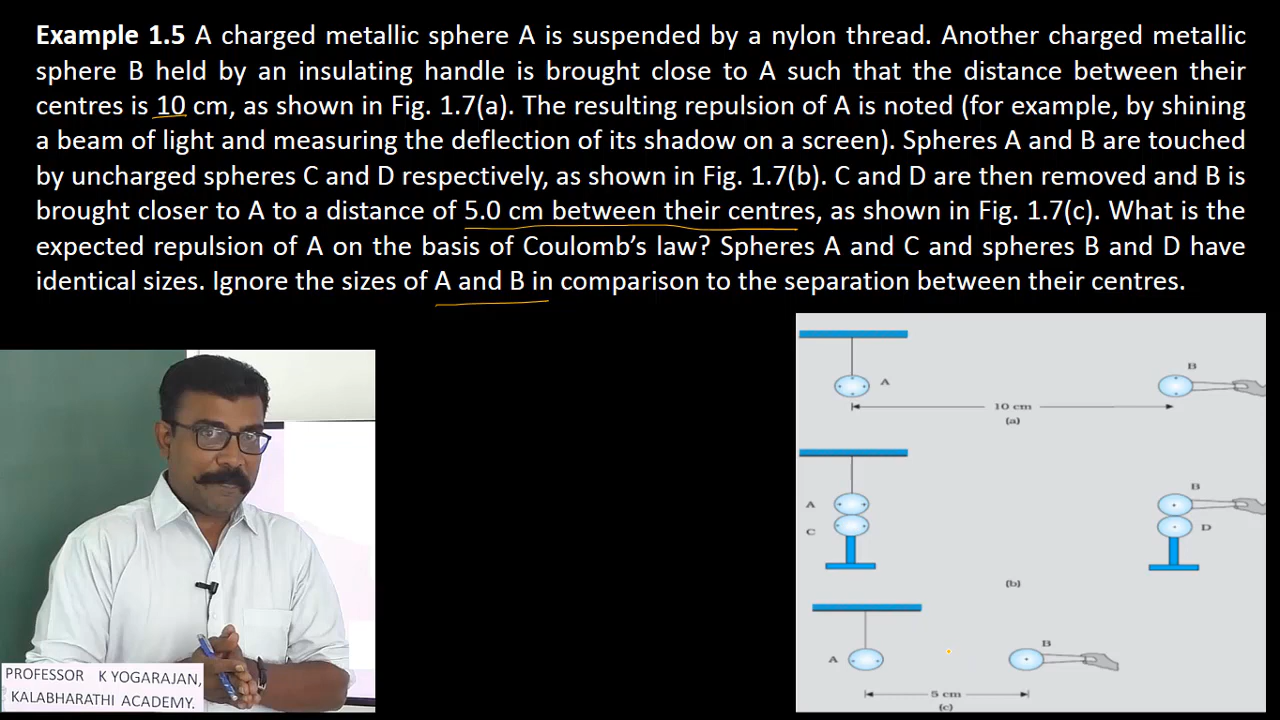 Example 1.5 A charged metallic sphere A is suspended by a nylon thread. Another charged metallic
sphere B held by an insulating handle is brought close to A such that the distance between their
centres is 10 cm, as shown in Fig. 1.7(a). The resulting repulsion of A is noted (for example, by shining
a beam of light and measuring the deflection of its shadow on a screen). Spheres A and B are touched
by uncharged spheres C and D respectively, as shown in Fig. 1.7(b). C and D are then removed and B is
brought closer to A to a distance of 5.0 cm between their centres, as shown in Fig. 1.7(c). What is the
expected repulsion of A on the basis of Coulomb’s law? Spheres A and C and spheres B and D have
identical sizes. Ignore the sizes of A and B in comparison to the separation between their centres.
A
B
10 cm
(a)
A
C
B
D
(b)
A
B
5 cm
(c)
PROFESSOR K YOGARAJAN,
KALABHARATHI ACADEMY.